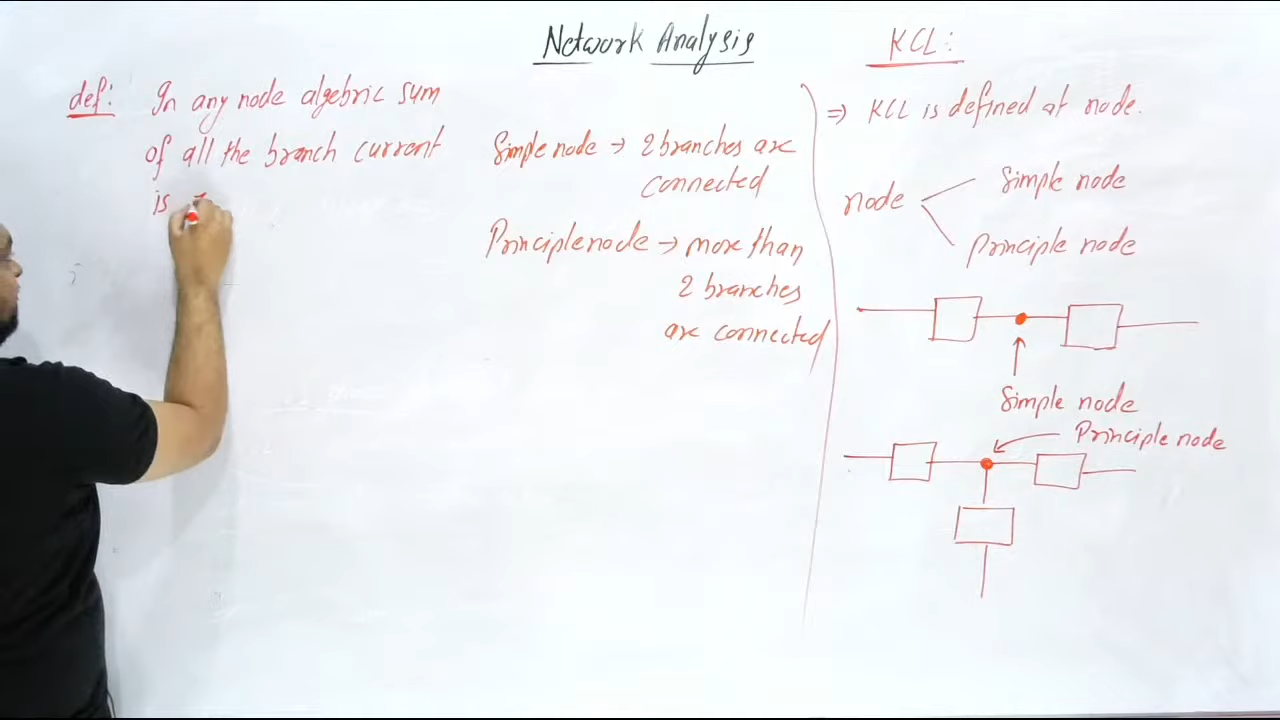 Network Analysis
KCL:
def: In any node algebric sum
of all the branch current
is
Simple node → 2 branches are
connected
Principle node → more than
2 branches
are connected
⇒ KCL is defined at node.
node
Simple node
Principle node
Simple node
Principle node